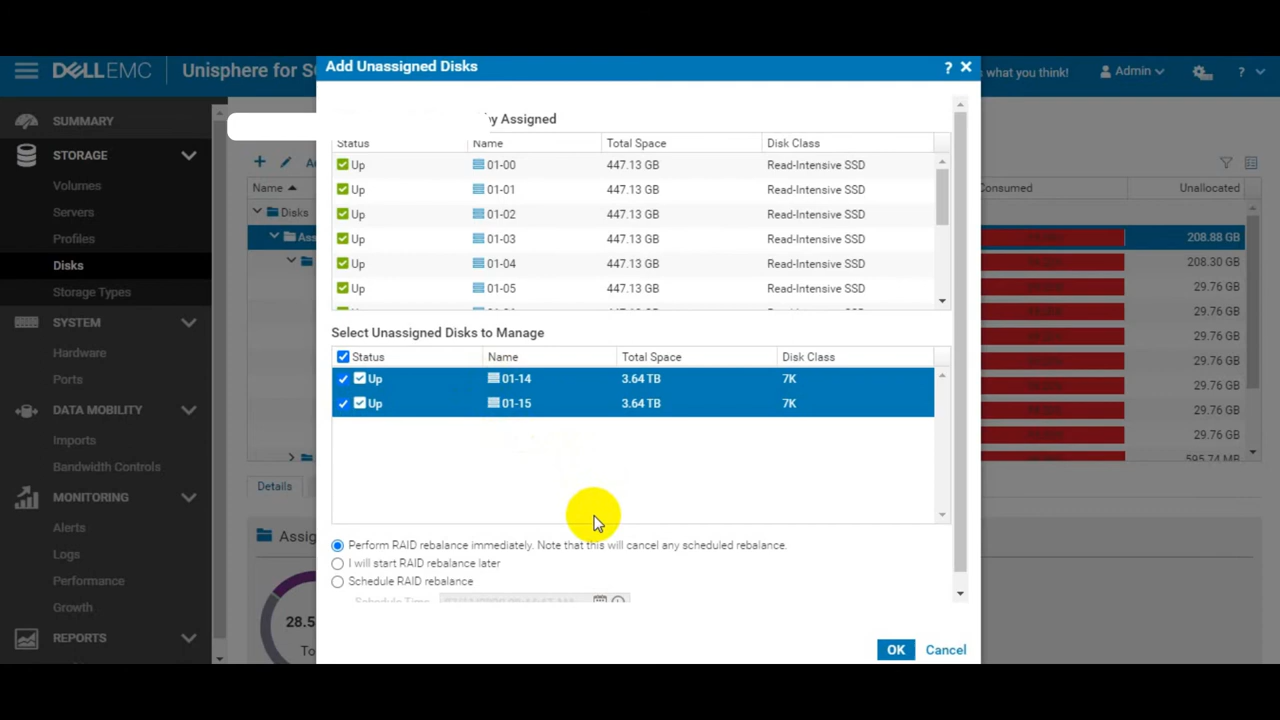 DELLEMC
Unisphere for SC
Add Unassigned Disks
?
s what you think!
Admin
?
SUMMARY
STORAGE
Volumes
Servers
Profiles
Disks
Storage Types
SYSTEM
Hardware
Ports
DATA MOBILITY
Imports
Bandwidth Controls
MONITORING
Alerts
Logs
Performance
Growth
REPORTS
Name
Disks
Ass
Details
Assig
28.5
To
y Assigned
Status Name Total Space Disk Class
Up 01-00 447.13 GB Read-Intensive SSD
Up 01-01 447.13 GB Read-Intensive SSD
Up 01-02 447.13 GB Read-Intensive SSD
Up 01-03 447.13 GB Read-Intensive SSD
Up 01-04 447.13 GB Read-Intensive SSD
Up 01-05 447.13 GB Read-Intensive SSD
Select Unassigned Disks to Manage
Status Name Total Space Disk Class
Up 01-14 3.64 TB 7K
Up 01-15 3.64 TB 7K
Perform RAID rebalance immediately. Note that this will cancel any scheduled rebalance.
I will start RAID rebalance later
Schedule RAID rebalance
Schedule Time
OK Cancel
Consumed Unallocated
208.88 GB
208.30 GB
29.76 GB
29.76 GB
29.76 GB
29.76 GB
29.76 GB
29.76 GB
29.76 GB
595.74 MB